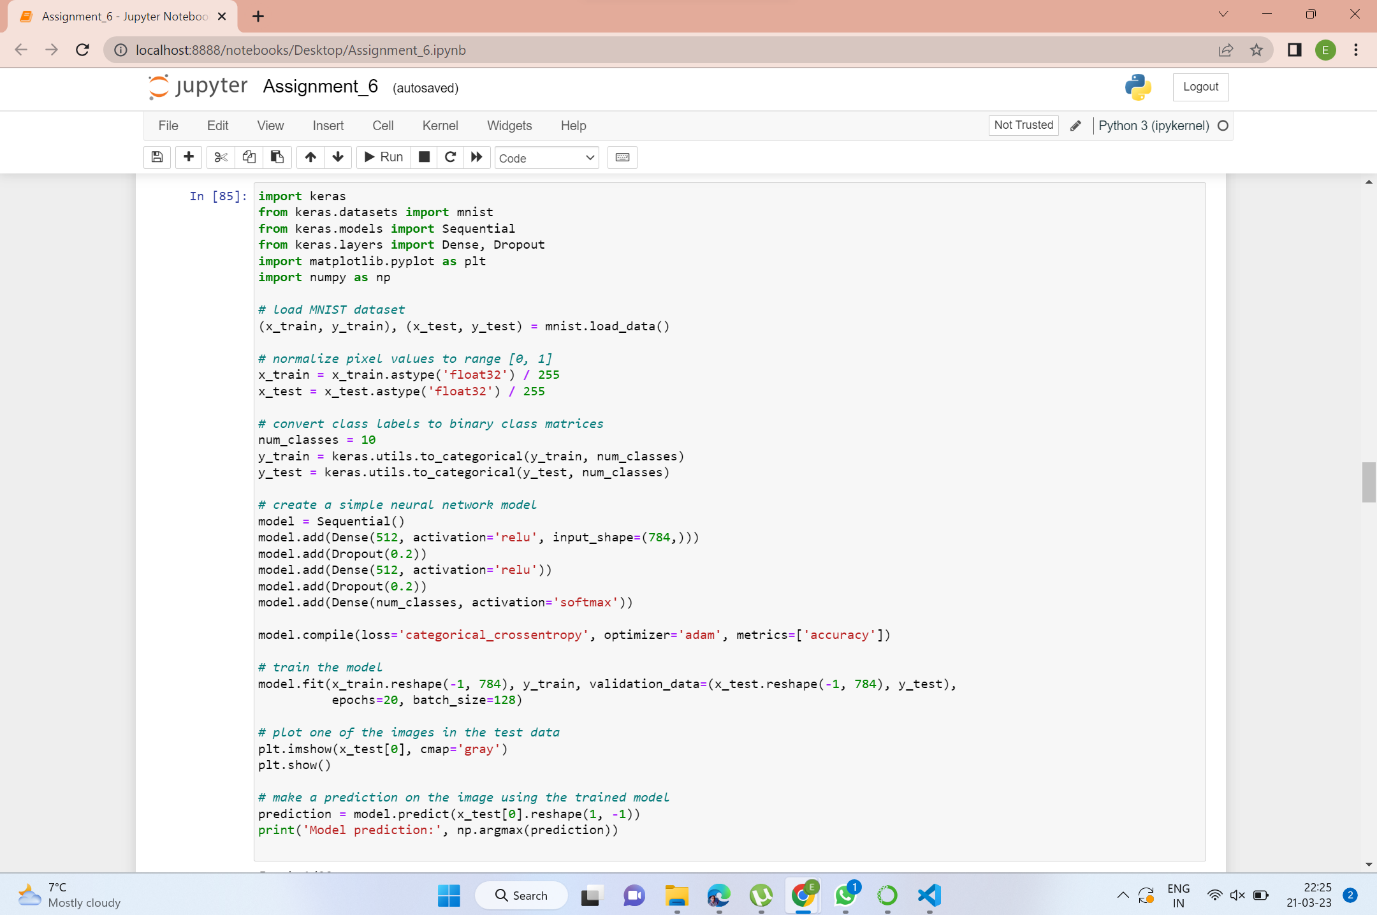 Assignment_6 - Jupyter Noteboo
localhost:8888/notebooks/Desktop/Assignment_6.ipynb
E
jupyter Assignment_6 (autosaved)
Logout
File Edit View Insert Cell Kernel Widgets Help
Not Trusted
Python 3 (ipykernel)
Run
Code
In [85]:
import keras
from keras.datasets import mnist
from keras.models import Sequential
from keras.layers import Dense, Dropout
import matplotlib.pyplot as plt
import numpy as np
# load MNIST dataset
(x_train, y_train), (x_test, y_test) = mnist.load_data()
# normalize pixel values to range [0, 1]
x_train = x_train.astype('float32') / 255
x_test = x_test.astype('float32') / 255
# convert class labels to binary class matrices
num_classes = 10
y_train = keras.utils.to_categorical(y_train, num_classes)
y_test = keras.utils.to_categorical(y_test, num_classes)
# create a simple neural network model
model = Sequential()
model.add(Dense(512, activation='relu', input_shape=(784,)))
model.add(Dropout(0.2))
model.add(Dense(512, activation='relu'))
model.add(Dropout(0.2))
model.add(Dense(num_classes, activation='softmax'))
model.compile(loss='categorical_crossentropy', optimizer='adam', metrics=['accuracy'])
# train the model
model.fit(x_train.reshape(-1, 784), y_train, validation_data=(x_test.reshape(-1, 784), y_test),
epochs=20, batch_size=128)
# plot one of the images in the test data
plt.imshow(x_test[0], cmap='gray')
plt.show()
# make a prediction on the image using the trained model
prediction = model.predict(x_test[0].reshape(1, -1))
print('Model prediction:', np.argmax(prediction))
7°C
Mostly cloudy
Search
E
1
ENG
IN
22:25
21-03-23
2